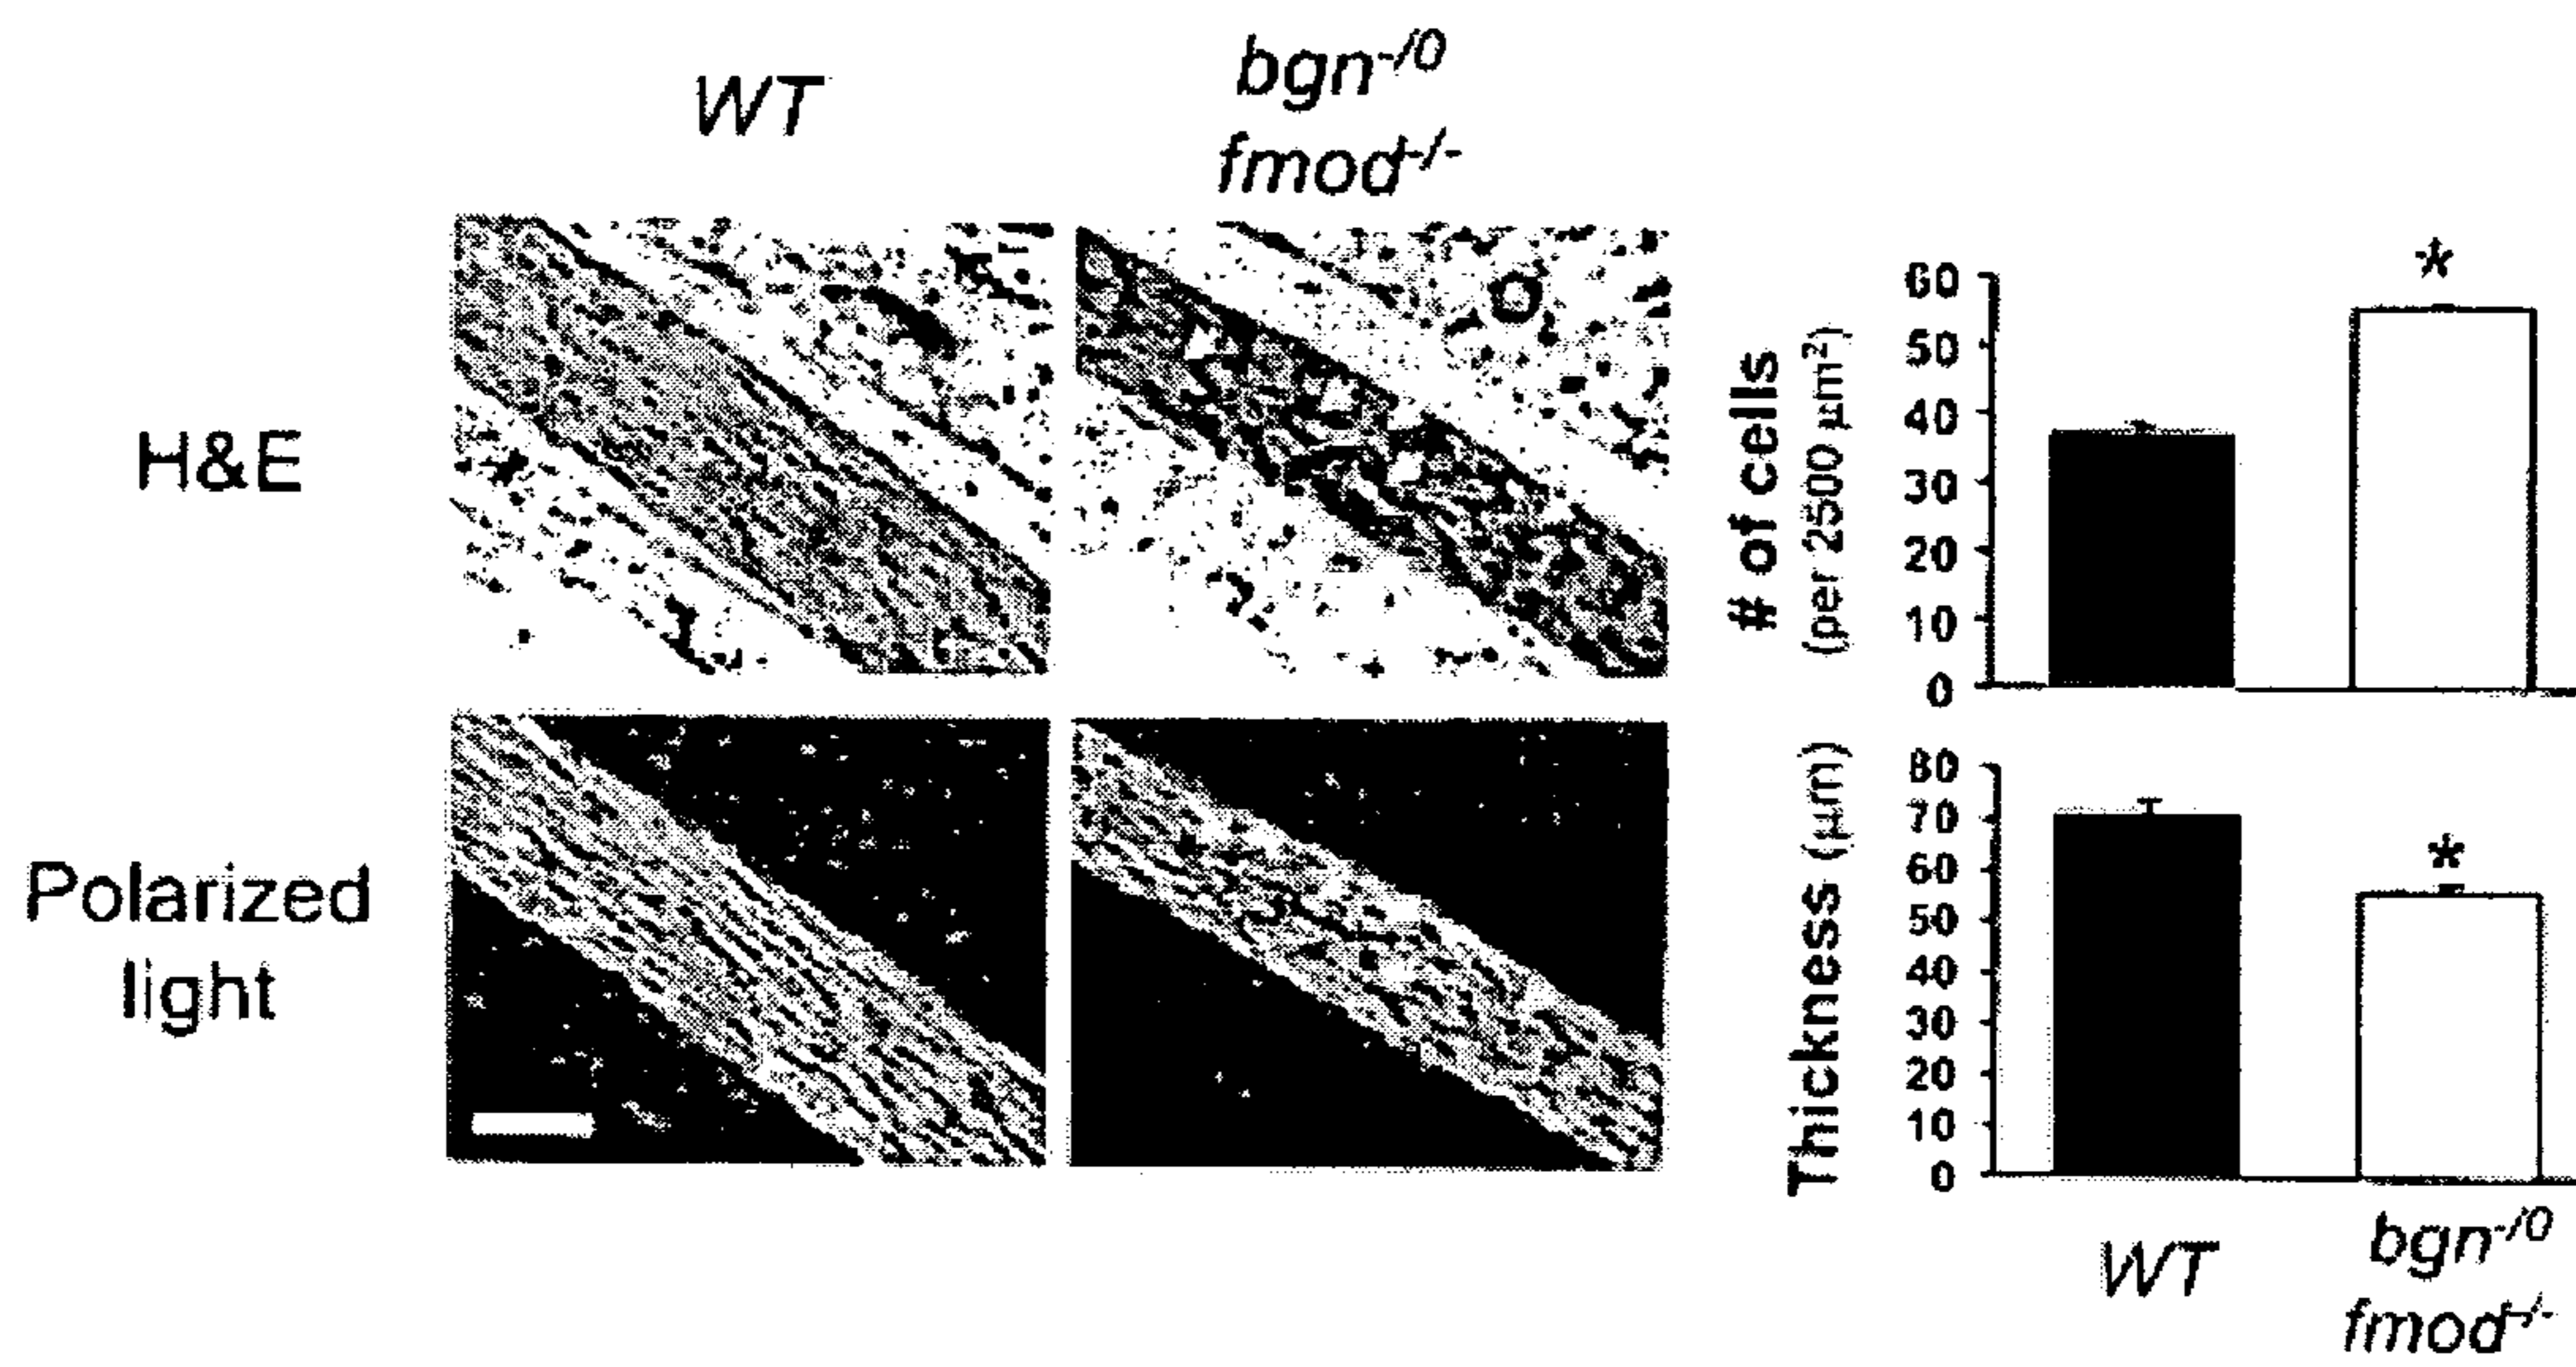 WT
bgn-/0
fmod-/-
H&E
Polarized
light
*
# of cells
(per 2500 µm²)
60
50
40
30
20
10
0
*
Thickness (µm)
80
70
60
50
40
30
20
10
0
WT
bgn-/0
fmod-/-